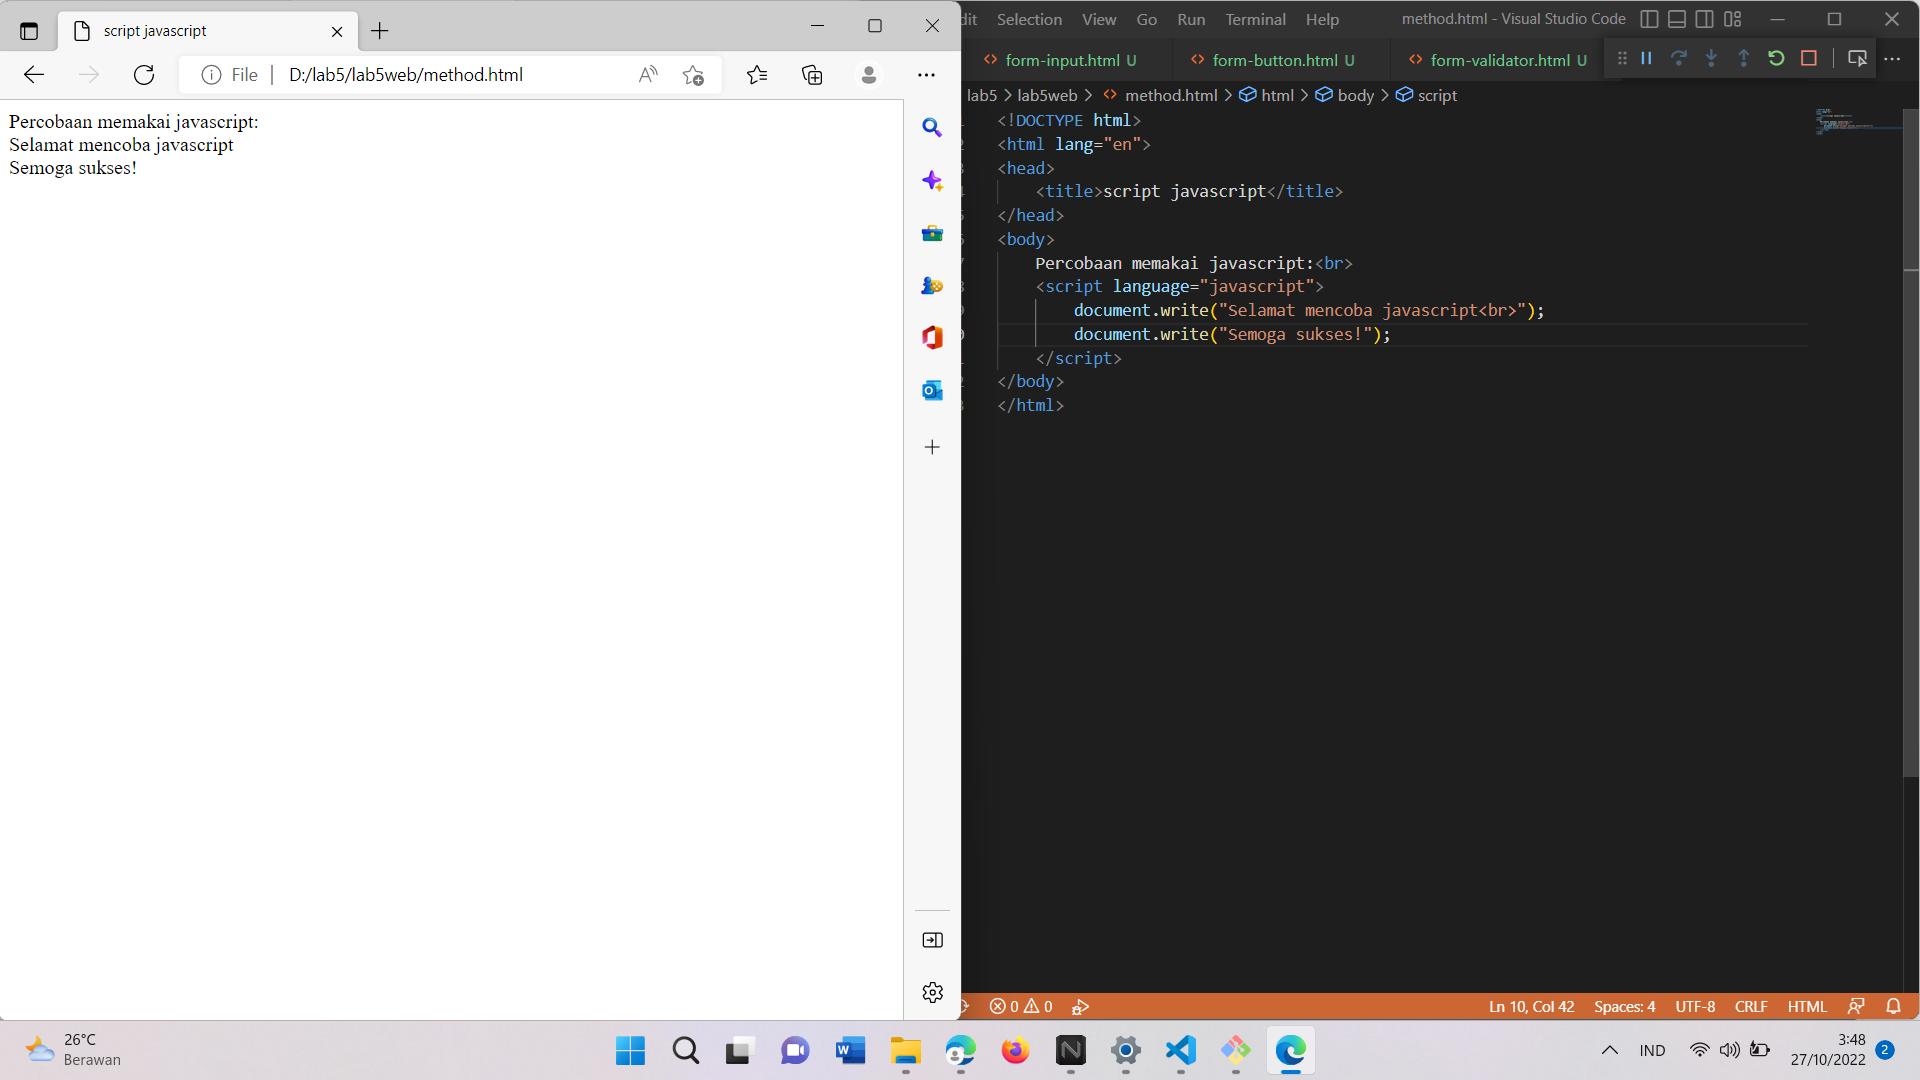 script javascript
File
D:/lab5/lab5web/method.html
Percobaan memakai javascript:
Selamat mencoba javascript
Semoga sukses!
Selection View Go Run Terminal Help
method.html - Visual Studio Code
form-input.html U
form-button.html U
form-validator.html U
lab5 > lab5web > method.html > html > body > script
<!DOCTYPE html>
<html lang="en">
<head>
<title>script javascript</title>
</head>
<body>
Percobaan memakai javascript:<br>
<script language="javascript">
document.write("Selamat mencoba javascript<br>");
document.write("Semoga sukses!");
</script>
</body>
</html>
0 0
Ln 10, Col 42 Spaces: 4 UTF-8 CRLF HTML
26°C
Berawan
IND
3:48
27/10/2022
2